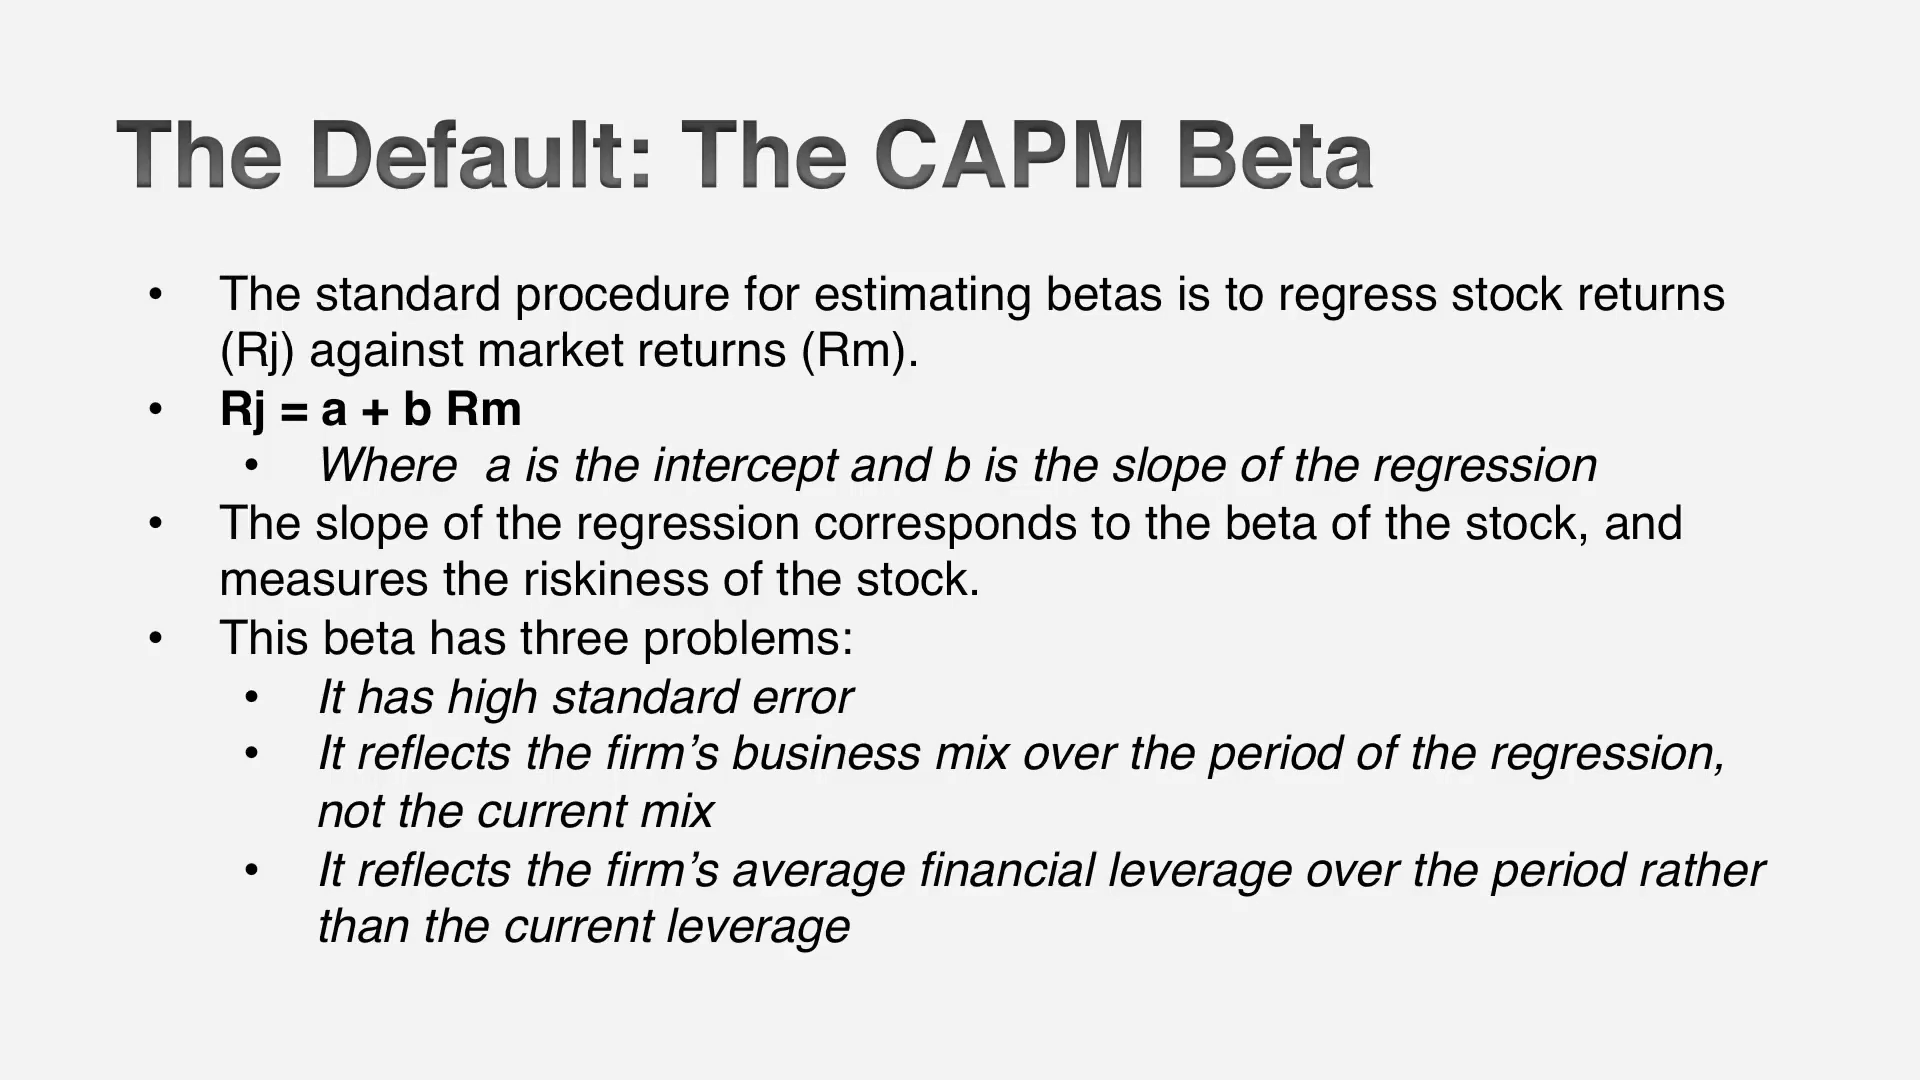 The Default: The CAPM Beta
• The standard procedure for estimating betas is to regress stock returns
(Rj) against market returns (Rm).
• Rj = a + b Rm
• Where  a is the intercept and b is the slope of the regression
• The slope of the regression corresponds to the beta of the stock, and
measures the riskiness of the stock.
• This beta has three problems:
• It has high standard error
• It reflects the firm’s business mix over the period of the regression,
not the current mix
• It reflects the firm’s average financial leverage over the period rather
than the current leverage